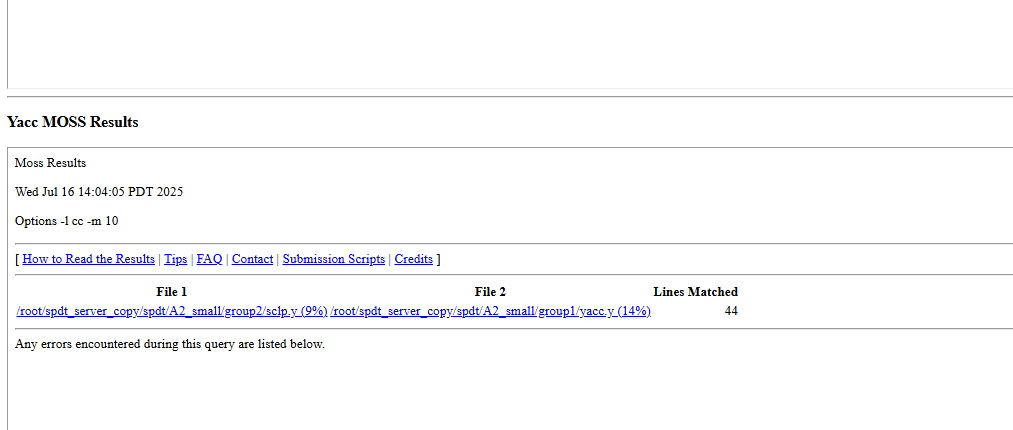 Yacc MOSS Results
Moss Results
Wed Jul 16 14:04:05 PDT 2025
Options -l cc -m 10
[ How to Read the Results | Tips | FAQ | Contact | Submission Scripts | Credits ]
File 1 File 2 Lines Matched
/root/spdt_server_copy/spdt/A2_small/group2/sclp.y (9%) /root/spdt_server_copy/spdt/A2_small/group1/yacc.y (14%) 44
Any errors encountered during this query are listed below.